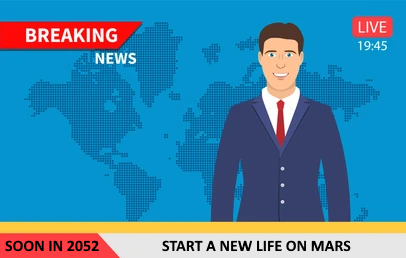 BREAKING
NEWS
LIVE
19:45
SOON IN 2052
START A NEW LIFE ON MARS